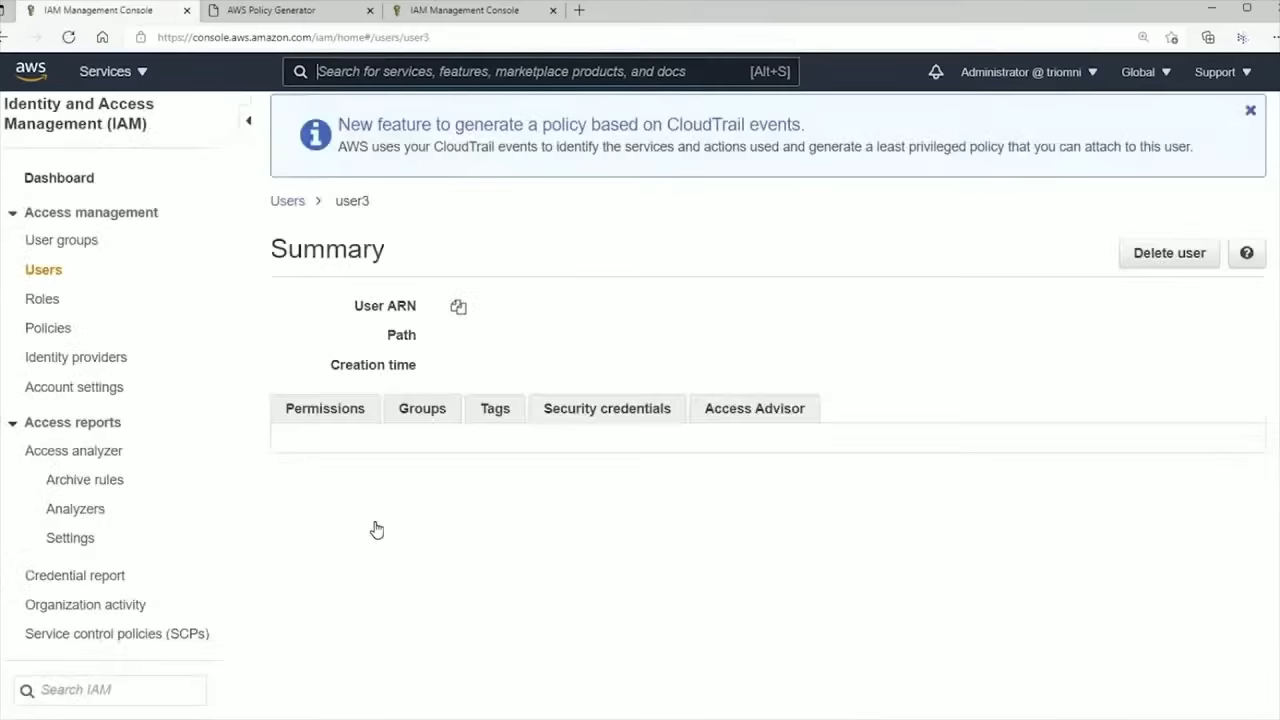 IAM Management Console
AWS Policy Generator
IAM Management Console
https://console.aws.amazon.com/iam/home#/users/user3
aws
Services
Search for services, features, marketplace products, and docs
[Alt+S]
Administrator @ triomni
Global
Support
Identity and Access
Management (IAM)
Dashboard
Access management
User groups
Users
Roles
Policies
Identity providers
Account settings
Access reports
Access analyzer
Archive rules
Analyzers
Settings
Credential report
Organization activity
Service control policies (SCPs)
Search IAM
New feature to generate a policy based on CloudTrail events.
AWS uses your CloudTrail events to identify the services and actions used and generate a least privileged policy that you can attach to this user.
Users > user3
Summary
Delete user
User ARN
Path
Creation time
Permissions
Groups
Tags
Security credentials
Access Advisor